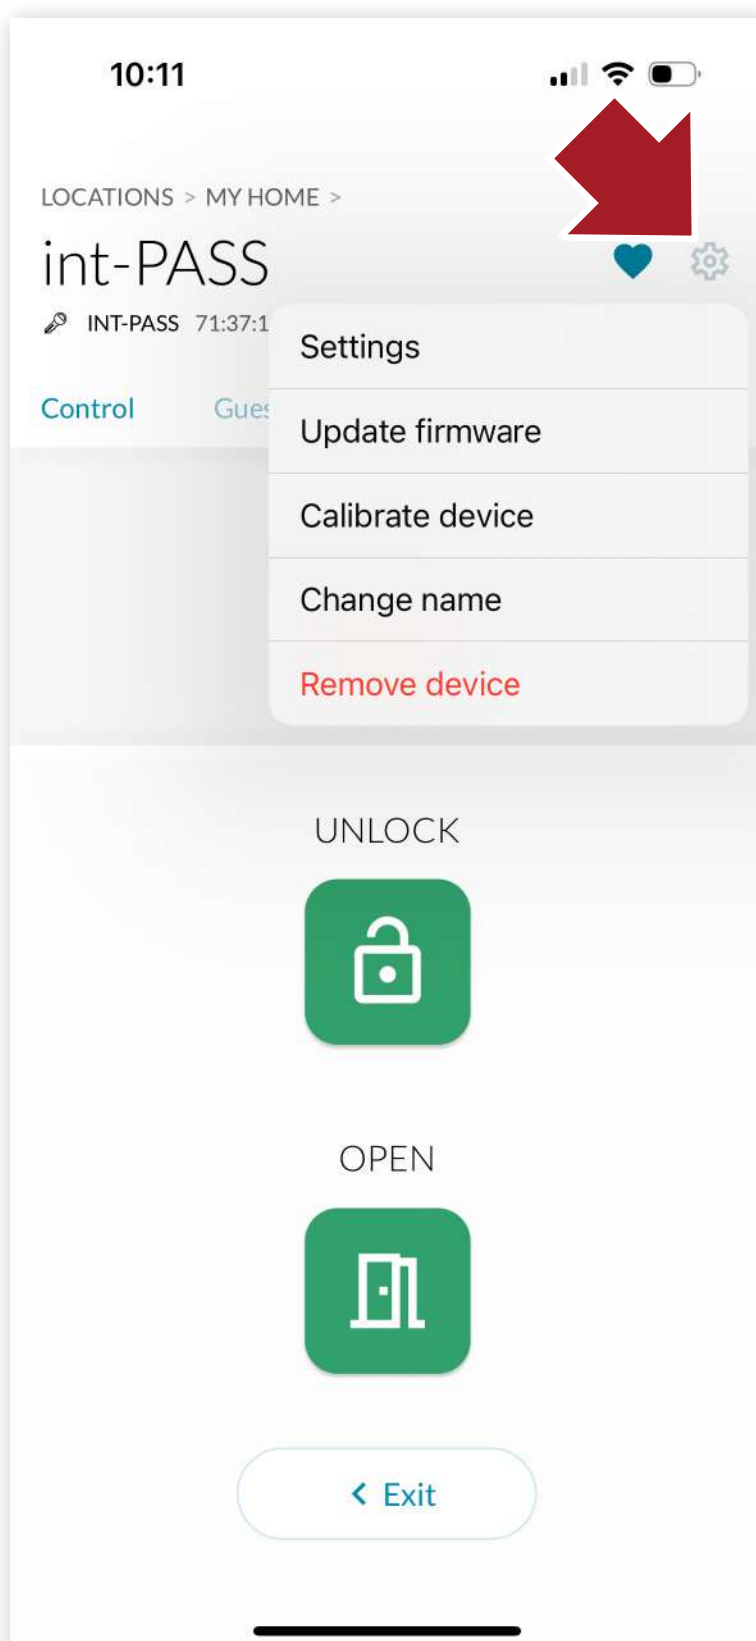 10:11
LOCATIONS > MY HOME >
int-PASS
INT-PASS 71:37:1
Control
Settings
Update firmware
Calibrate device
Change name
Remove device
UNLOCK
OPEN
< Exit